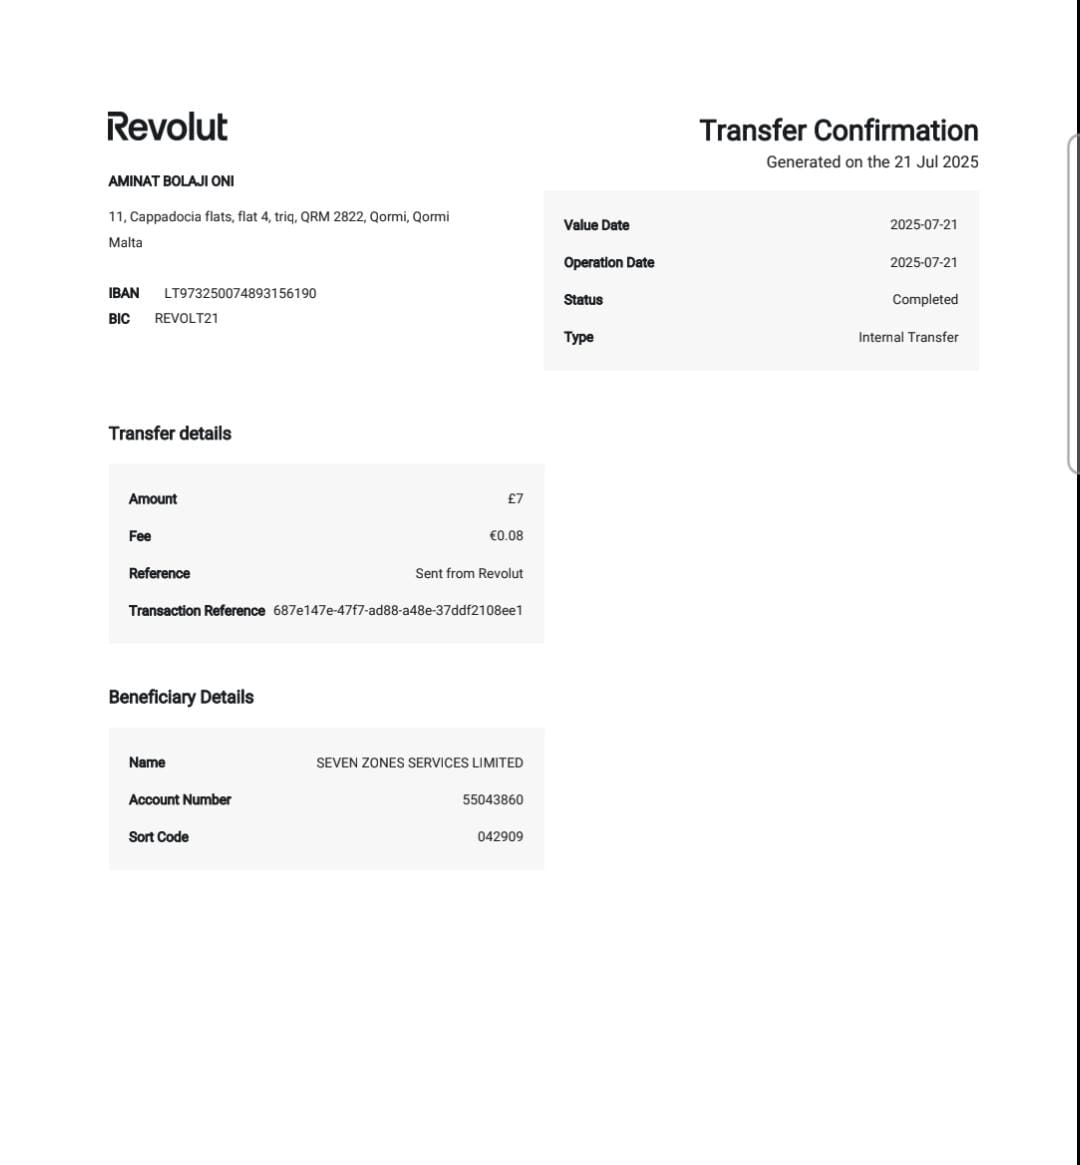 Revolut
Transfer Confirmation
Generated on the 21 Jul 2025
AMINAT BOLAJI ONI
11, Cappadocia flats, flat 4, triq, QRM 2822, Qormi, Qormi
Malta
IBAN LT973250074893156190
BIC REVOLT21
Value Date 2025-07-21
Operation Date 2025-07-21
Status Completed
Type Internal Transfer
Transfer details
Amount £7
Fee €0.08
Reference Sent from Revolut
Transaction Reference 687e147e-47f7-ad88-a48e-37ddf2108ee1
Beneficiary Details
Name SEVEN ZONES SERVICES LIMITED
Account Number 55043860
Sort Code 042909